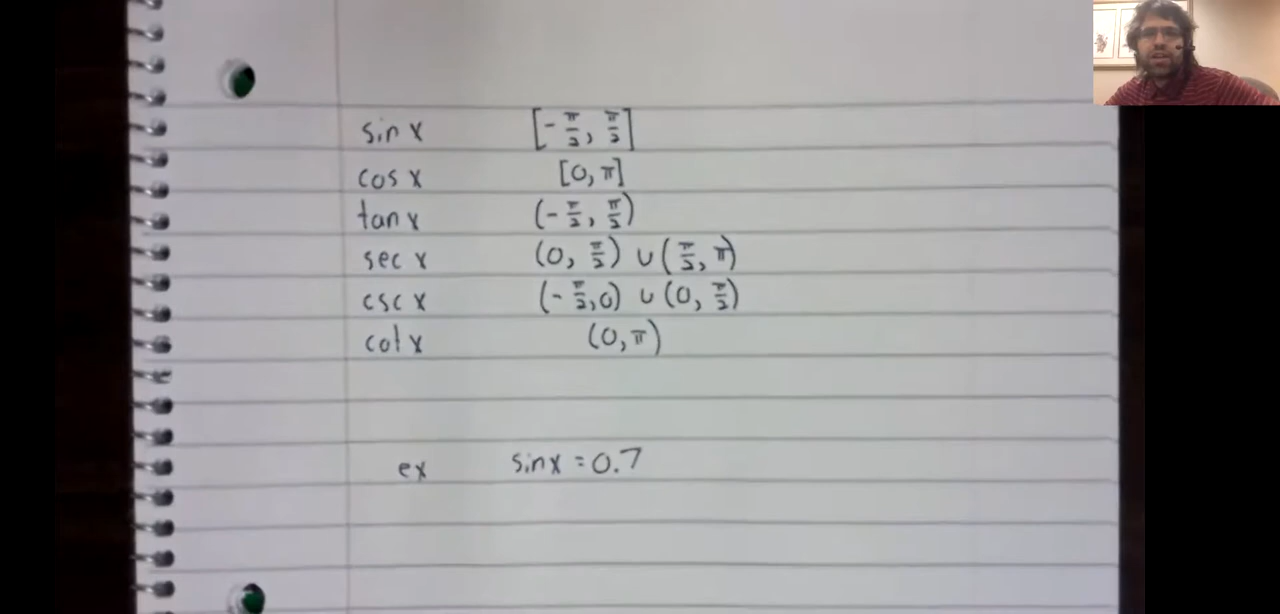 sin x [-π/2, π/2]
cos x [0, π]
tan x (-π/2, π/2)
sec x (0, π/2) ∪ (π/2, π)
csc x (-π/2, 0) ∪ (0, π/2)
cot x (0, π)
ex sin x = 0.7